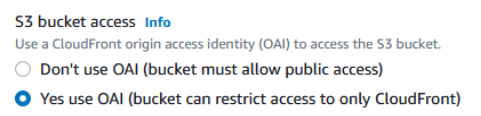 S3 bucket access Info
Use a CloudFront origin access identity (OAI) to access the S3 bucket.
Don't use OAI (bucket must allow public access)
Yes use OAI (bucket can restrict access to only CloudFront)